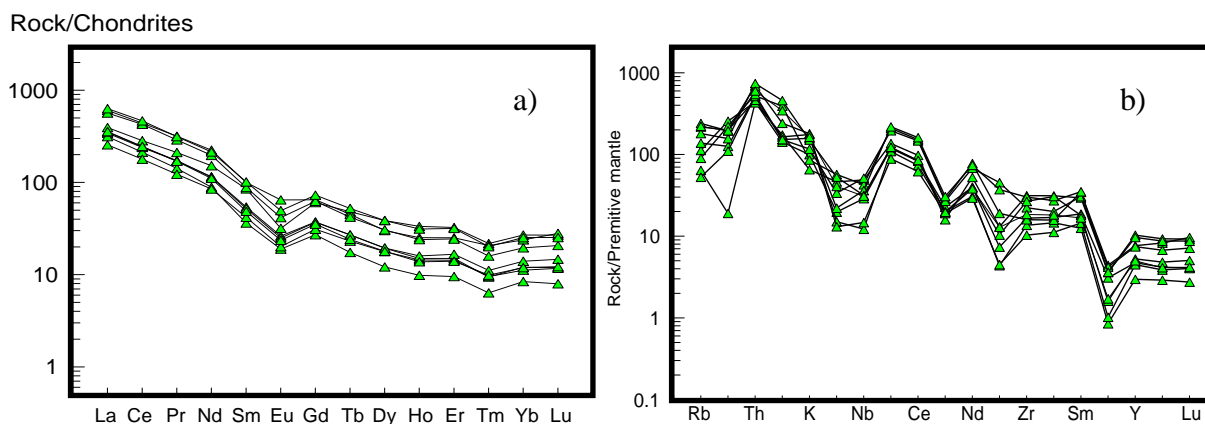 Rock/Chondrites
a)
1000
100
10
1
La Ce Pr Nd Sm Eu Gd Tb Dy Ho Er Tm Yb Lu
Rock/Premitive mantle
b)
1000
100
10
1
0.1
Rb Th K Nb Ce Nd Zr Sm Y Lu